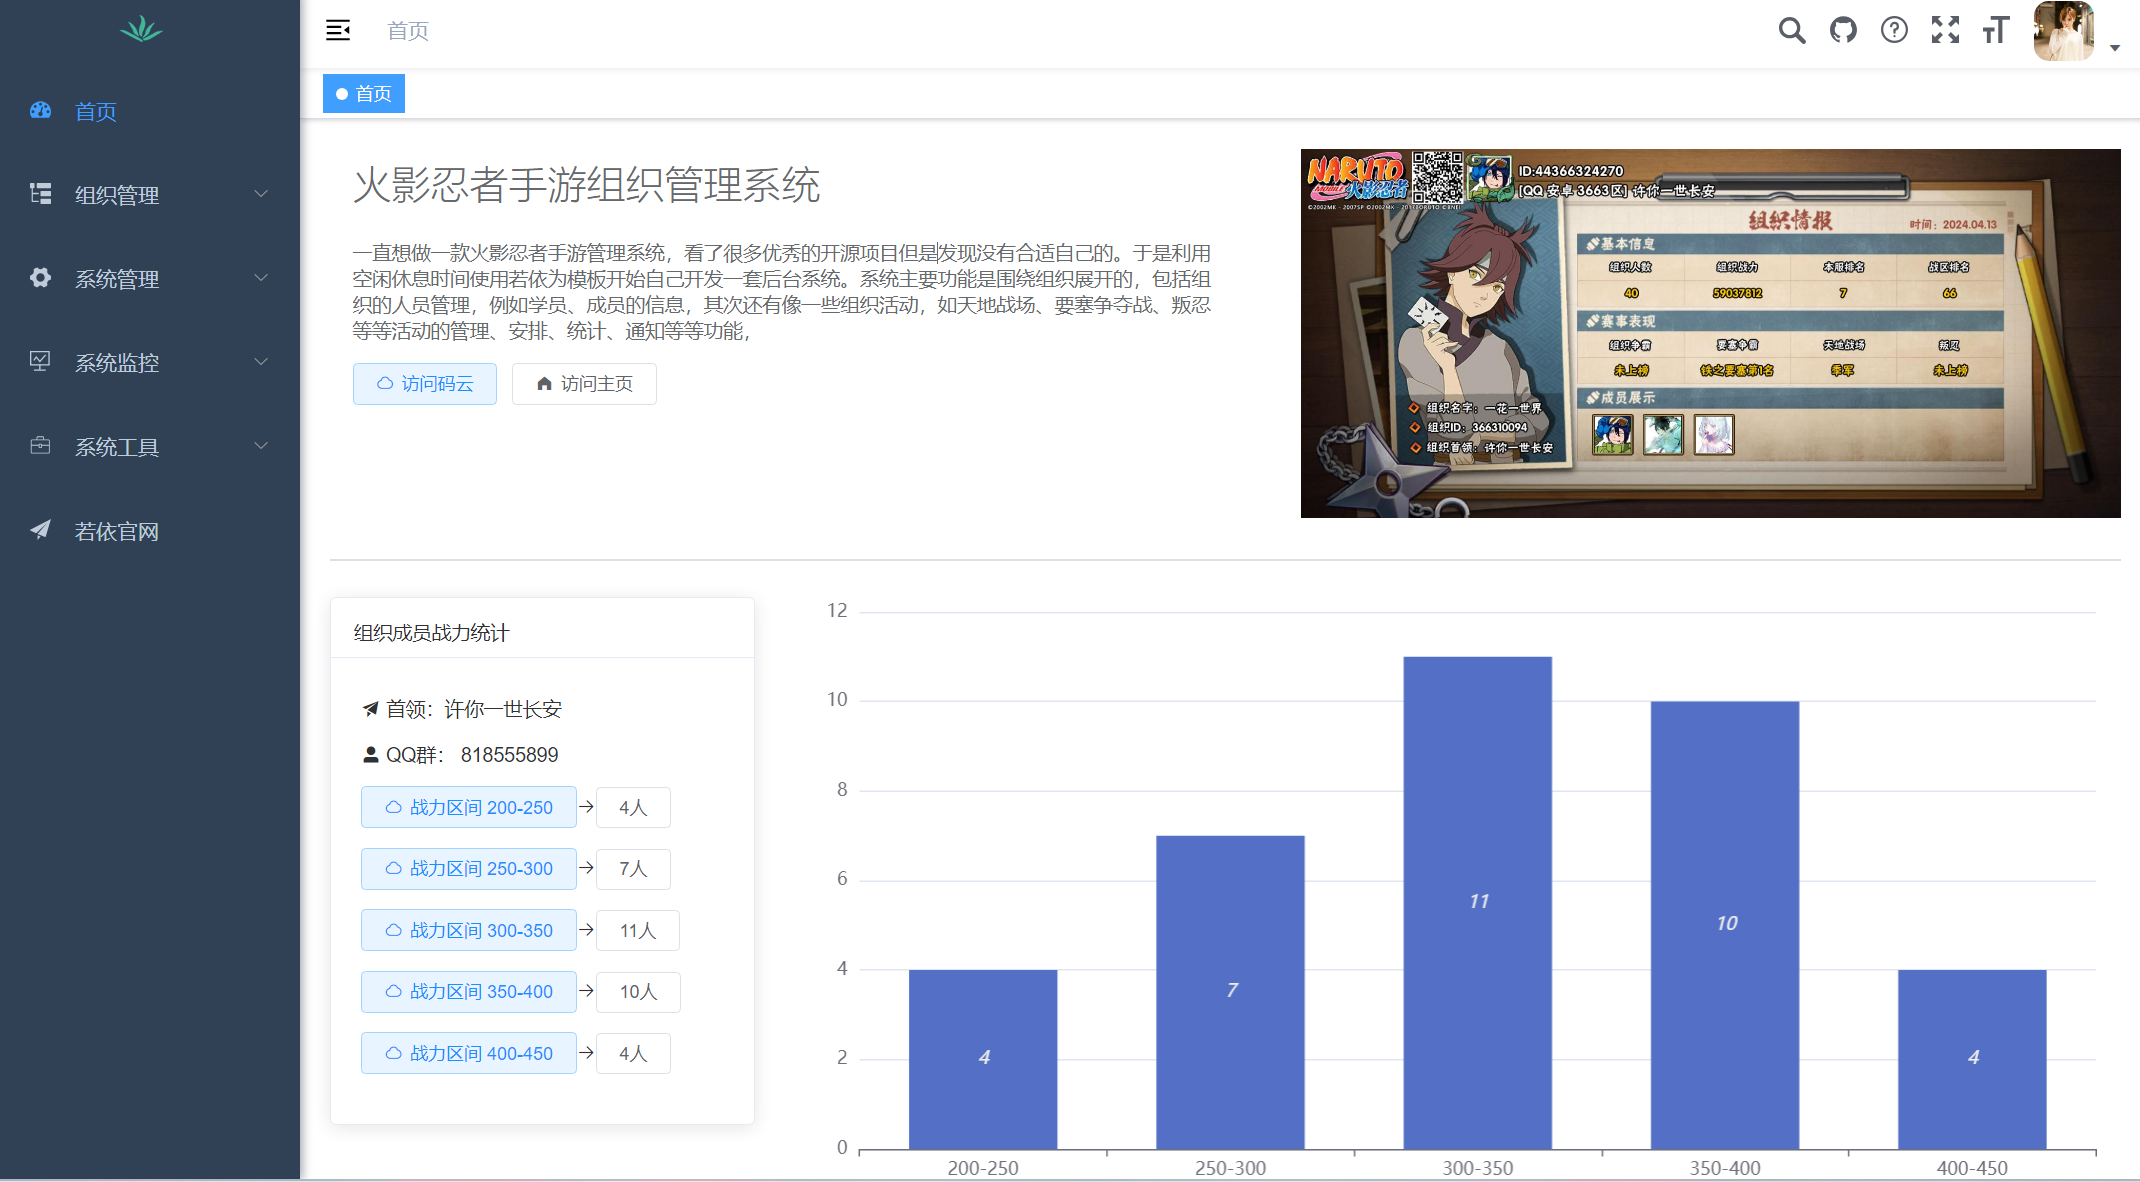 首页
组织管理
系统管理
系统监控
系统工具
若依官网
首页
首页
火影忍者手游组织管理系统
一直想做一款火影忍者手游管理系统，看了很多优秀的开源项目但是发现没有合适自己的。于是利用
空闲休息时间使用若依为模板开始自己开发一套后台系统。系统主要功能是围绕组织展开的，包括组
织的人员管理，例如学员、成员的信息，其次还有像一些组织活动，如天地战场、要塞争夺战、叛忍
等等活动的管理、安排、统计、通知等等功能，
访问码云
访问主页
NARUTO
MOBILE 火影忍者
ID:44366324270
[QQ 安卓 3663区] 许你一世长安
组织情报
时间：2024.04.13
基本信息
组织人数 组织战力 本服排名 战区排名
40 59037812 7 66
赛事表现
组织争霸 要塞争霸 天地战场 叛忍
未上榜 铁之要塞第1名 季军 未上榜
成员展示
组织名字：一花一世界
组织ID：366310094
组织首领：许你一世长安
组织成员战力统计
首领：许你一世长安
QQ群： 818555899
战力区间 200-250 → 4人
战力区间 250-300 → 7人
战力区间 300-350 → 11人
战力区间 350-400 → 10人
战力区间 400-450 → 4人
12
10
8
6
4
2
0
4
7
11
10
4
200-250 250-300 300-350 350-400 400-450